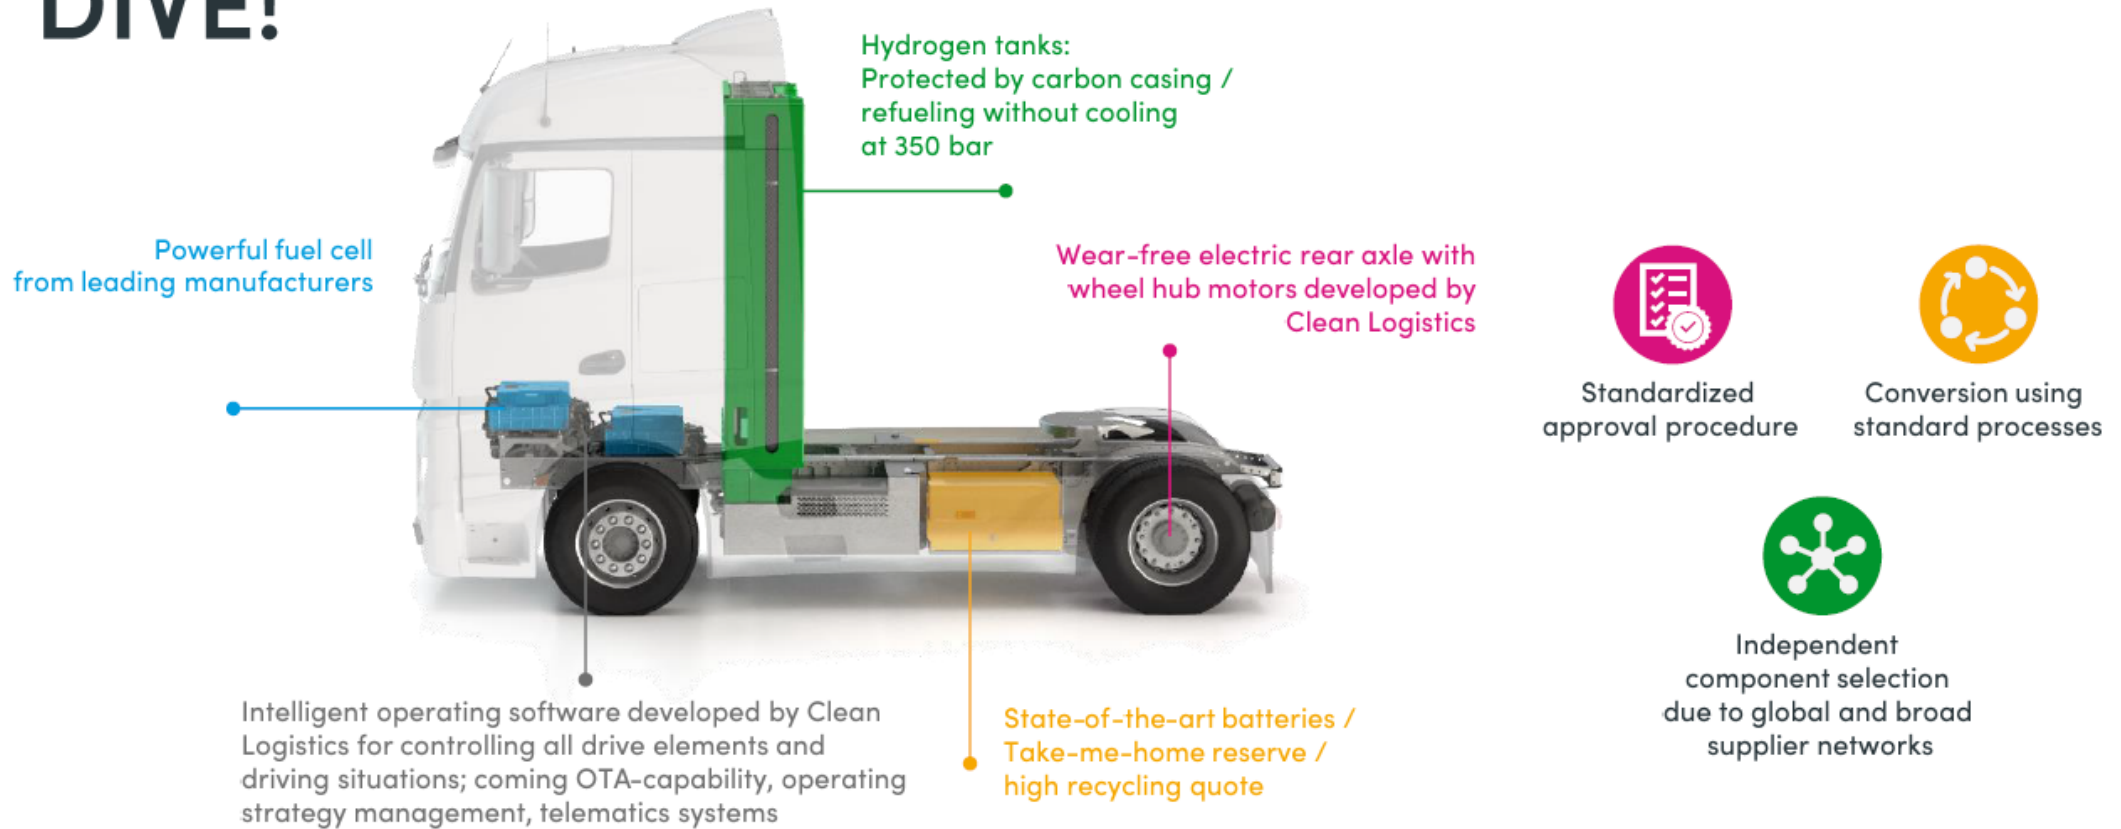 DIVE!
Hydrogen tanks:
Protected by carbon casing /
refueling without cooling
at 350 bar
Powerful fuel cell
from leading manufacturers
Wear-free electric rear axle with
wheel hub motors developed by
Clean Logistics
Standardized
approval procedure
Conversion using
standard processes
Independent
component selection
due to global and broad
supplier networks
Intelligent operating software developed by Clean
Logistics for controlling all drive elements and
driving situations; coming OTA-capability, operating
strategy management, telematics systems
State-of-the-art batteries /
Take-me-home reserve /
high recycling quote